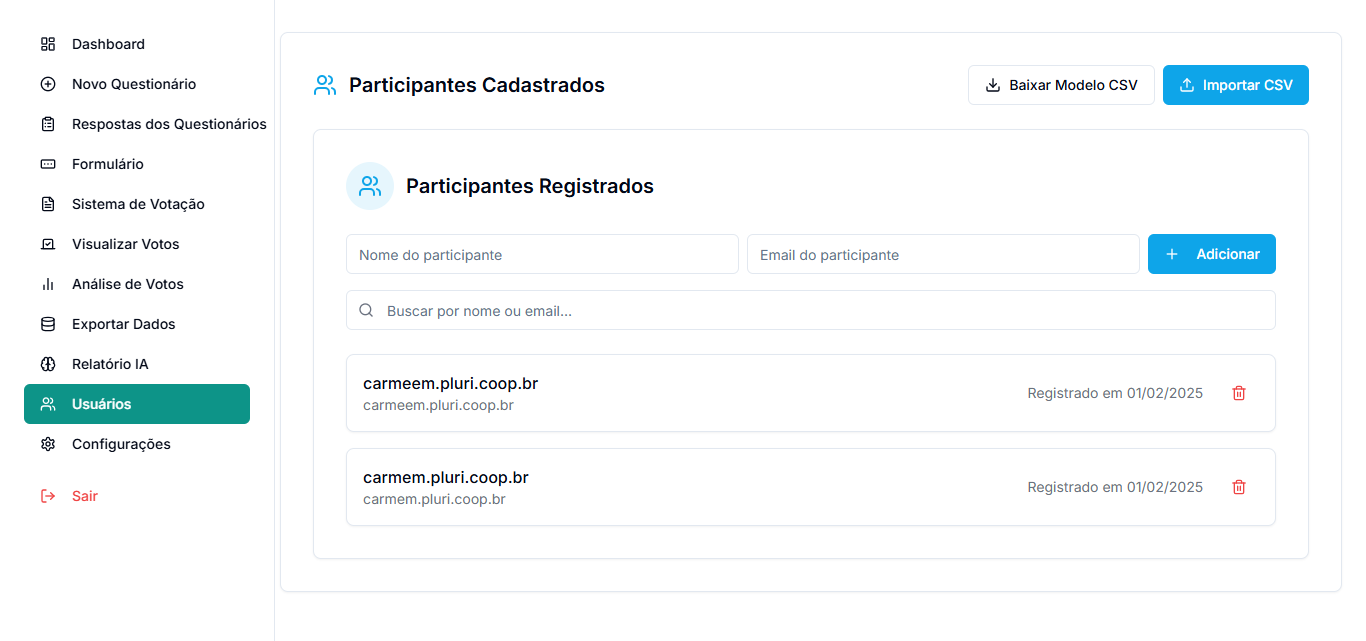 Dashboard
Novo Questionário
Respostas dos Questionários
Formulário
Sistema de Votação
Visualizar Votos
Análise de Votos
Exportar Dados
Relatório IA
Usuários
Configurações
Sair
Participantes Cadastrados
Baixar Modelo CSV
Importar CSV
Participantes Registrados
Nome do participante
Email do participante
Adicionar
Buscar por nome ou email...
carmeem.pluri.coop.br
carmeem.pluri.coop.br
Registrado em 01/02/2025
carmem.pluri.coop.br
carmem.pluri.coop.br
Registrado em 01/02/2025